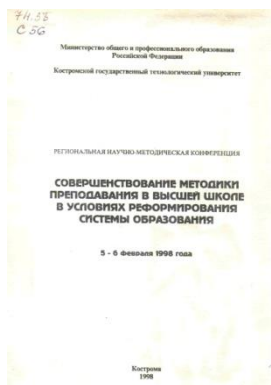 74.58
С 56
Министерство общего и профессионального образования
Российской Федерации
Костромской государственный технологический университет
РЕГИОНАЛЬНАЯ НАУЧНО-МЕТОДИЧЕСКАЯ КОНФЕРЕНЦИЯ
СОВЕРШЕНСТВОВАНИЕ МЕТОДИКИ
ПРЕПОДАВАНИЯ В ВЫСШЕЙ ШКОЛЕ
В УСЛОВИЯХ РЕФОРМИРОВАНИЯ
СИСТЕМЫ ОБРАЗОВАНИЯ
5 - 6 февраля 1998 года
Кострома
1998